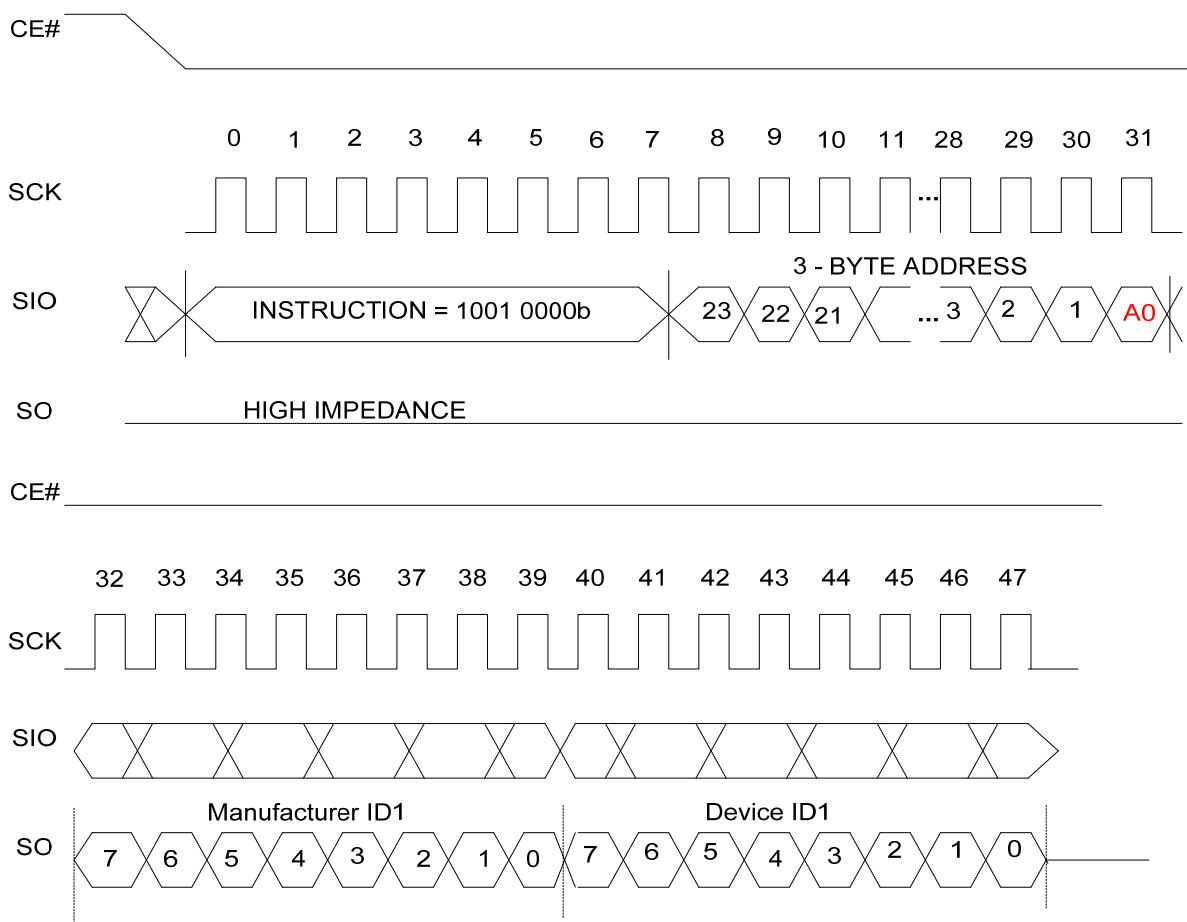 CE#
0 1 2 3 4 5 6 7 8 9 10 11 28 29 30 31
SCK ...
3 - BYTE ADDRESS
SIO INSTRUCTION = 1001 0000b 23 22 21 ... 3 2 1 A0
SO HIGH IMPEDANCE
CE#
32 33 34 35 36 37 38 39 40 41 42 43 44 45 46 47
SCK
SIO
Manufacturer ID1 Device ID1
SO 7 6 5 4 3 2 1 0 7 6 5 4 3 2 1 0